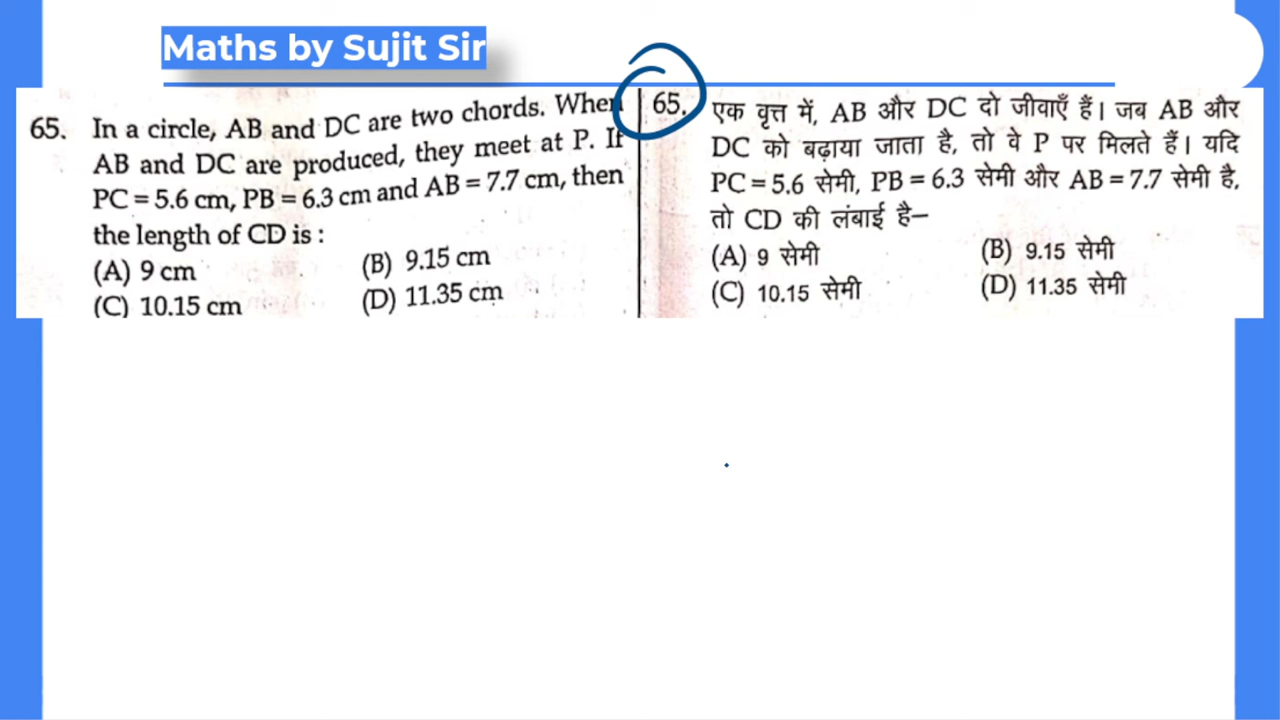 Maths by Sujit Sir
65. In a circle, AB and DC are two chords. When
AB and DC are produced, they meet at P. If
PC = 5.6 cm, PB = 6.3 cm and AB = 7.7 cm, then
the length of CD is :
(A) 9 cm (B) 9.15 cm
(C) 10.15 cm (D) 11.35 cm
65. एक वृत्त में, AB और DC दो जीवाएँ हैं। जब AB और
DC को बढ़ाया जाता है, तो वे P पर मिलते हैं। यदि
PC = 5.6 सेमी, PB = 6.3 सेमी और AB = 7.7 सेमी है,
तो CD की लंबाई है–
(A) 9 सेमी (B) 9.15 सेमी
(C) 10.15 सेमी (D) 11.35 सेमी